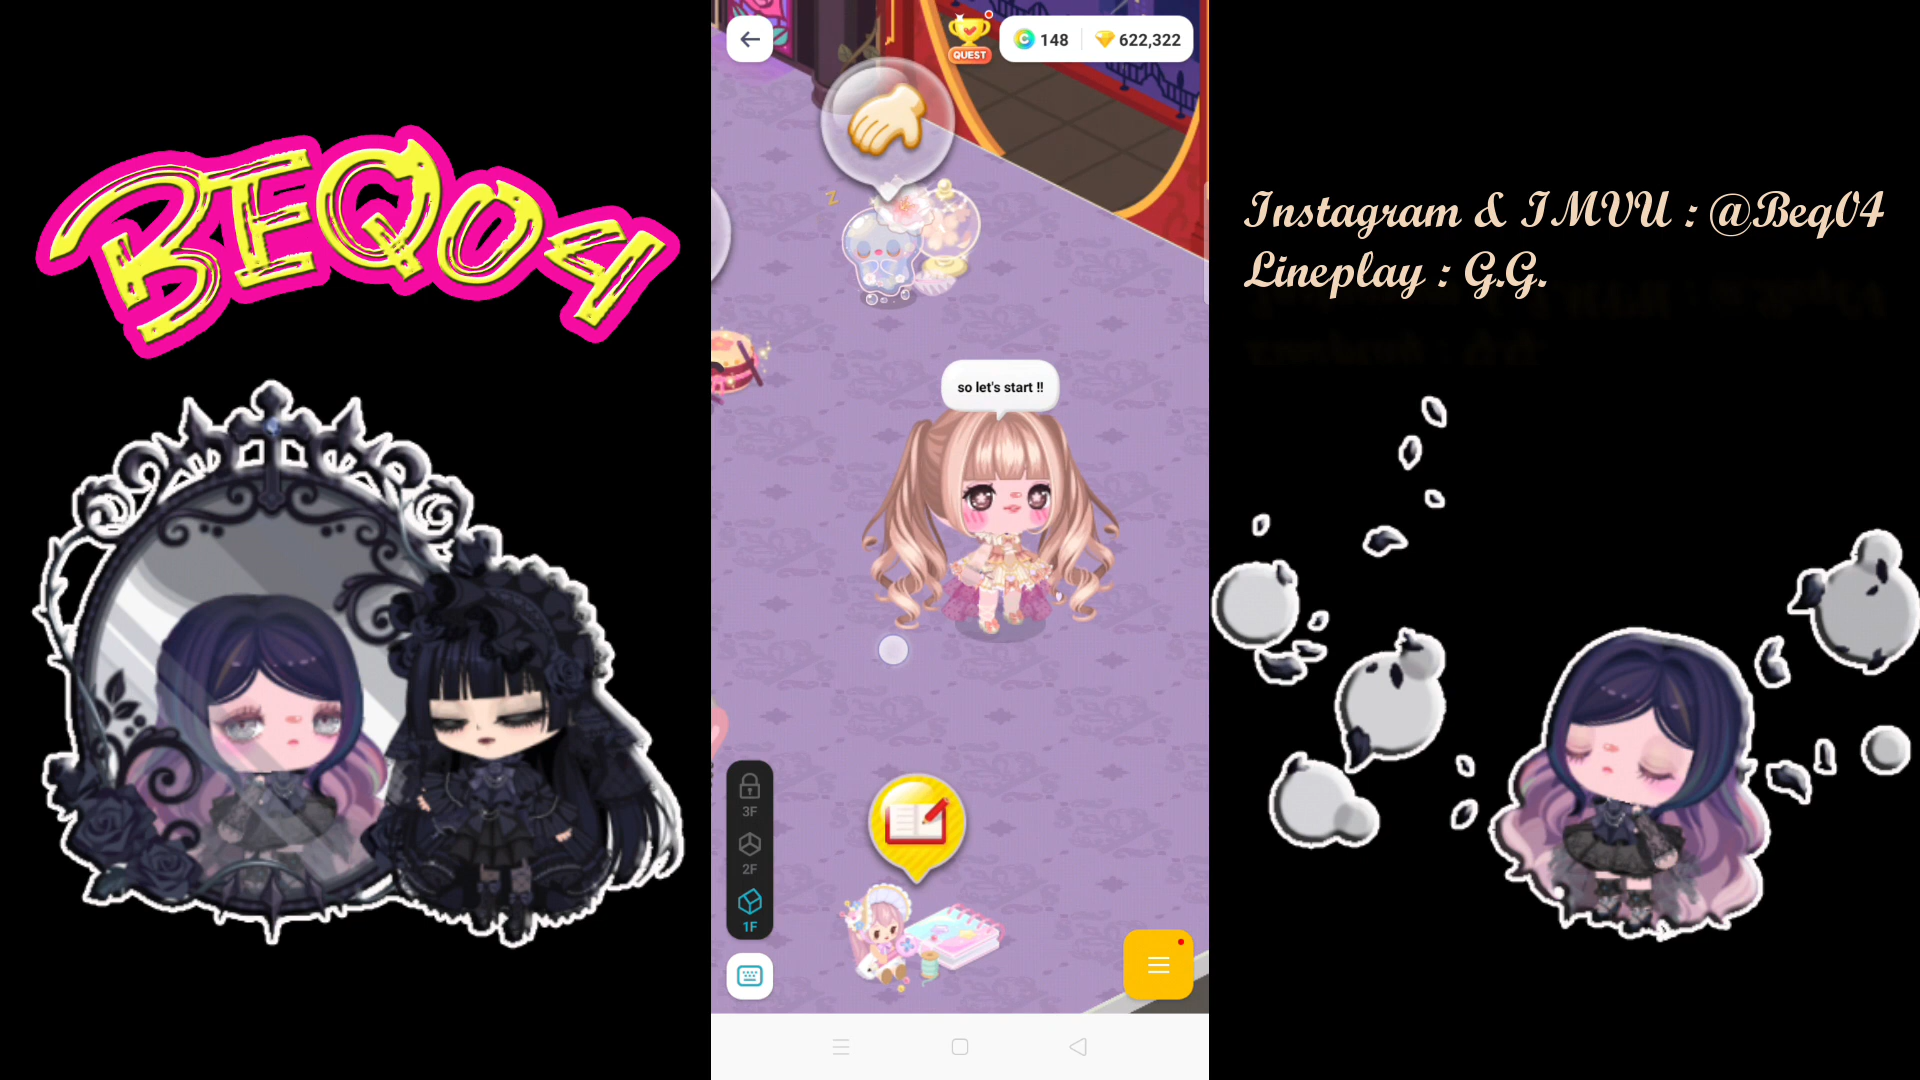 BEQ04
QUEST
148
622,322
Instagram & IMVU : @Beq04
Lineplay : G.G.
z
so let's start !!
3F
2F
1F